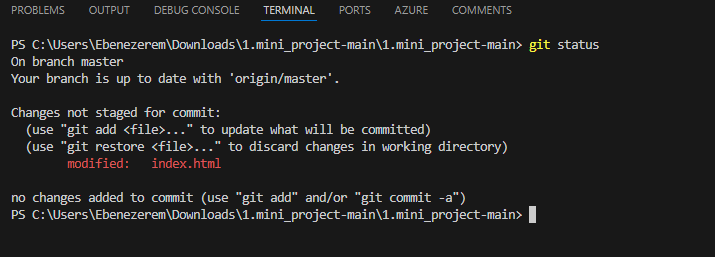 PROBLEMS OUTPUT DEBUG CONSOLE TERMINAL PORTS AZURE COMMENTS
PS C:\Users\Ebenezerem\Downloads\1.mini_project-main\1.mini_project-main> git status
On branch master
Your branch is up to date with 'origin/master'.
Changes not staged for commit:
(use "git add <file>..." to update what will be committed)
(use "git restore <file>..." to discard changes in working directory)
modified: index.html
no changes added to commit (use "git add" and/or "git commit -a")
PS C:\Users\Ebenezerem\Downloads\1.mini_project-main\1.mini_project-main>